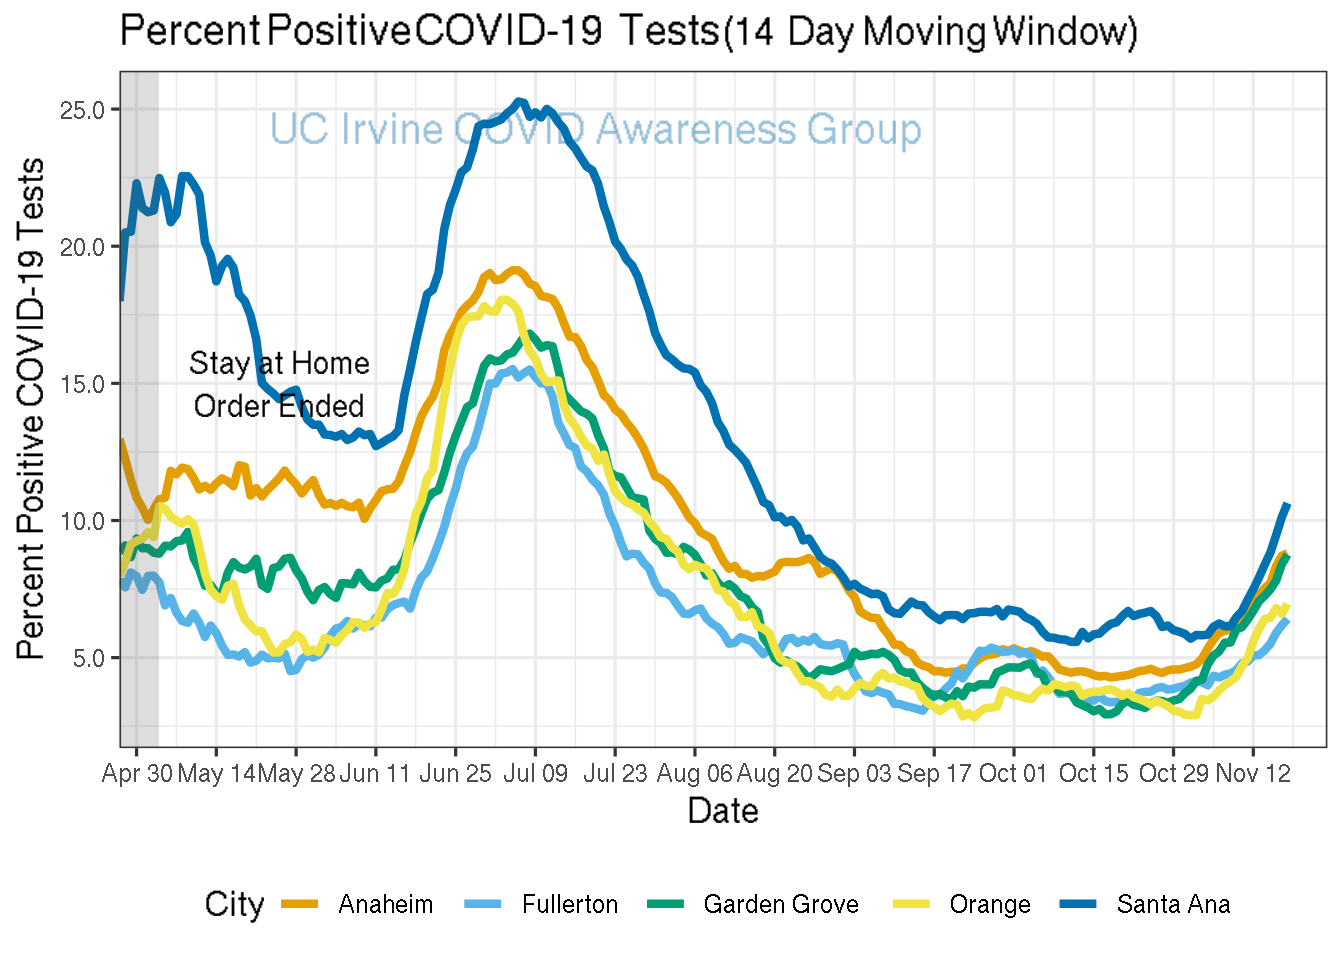 Percent Positive COVID-19 Tests(14 Day Moving Window)
UC Irvine COVID Awareness Group
Percent Positive COVID-19 Tests
25.0
20.0
15.0
10.0
5.0
Stay at Home
Order Ended
Apr 30 May 14 May 28 Jun 11 Jun 25 Jul 09 Jul 23 Aug 06 Aug 20 Sep 03 Sep 17 Oct 01 Oct 15 Oct 29 Nov 12
Date
City Anaheim Fullerton Garden Grove Orange Santa Ana